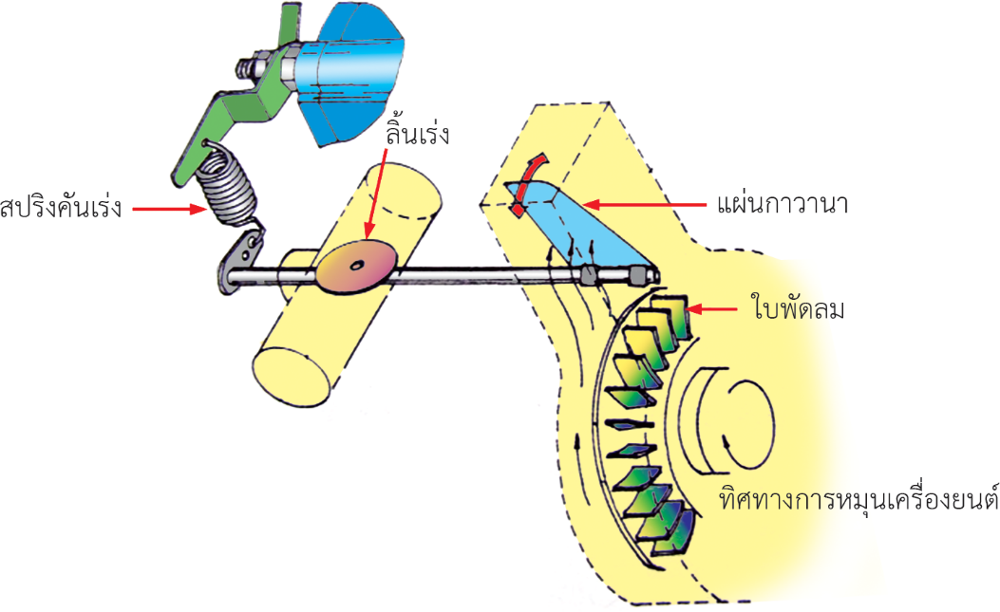 ลิ้นเร่ง
สปริงคันเร่ง
แผ่นกาวานา
ใบพัดลม
ทิศทางการหมุนเครื่องยนต์